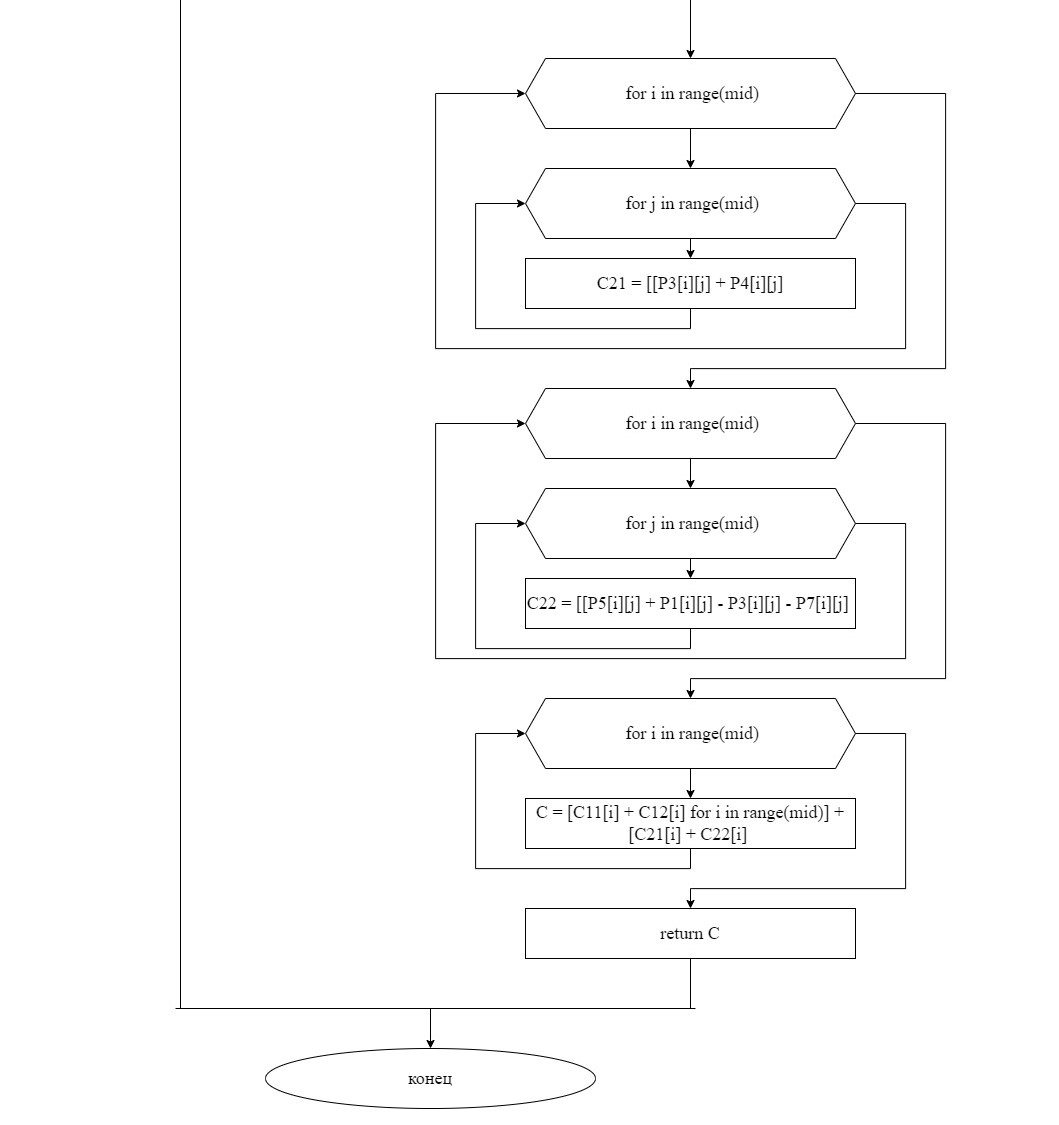 for i in range(mid)
for j in range(mid)
C21 = [[P3[i][j] + P4[i][j]
for i in range(mid)
for j in range(mid)
C22 = [[P5[i][j] + P1[i][j] - P3[i][j] - P7[i][j]
for i in range(mid)
C = [C11[i] + C12[i] for i in range(mid)] +
[C21[i] + C22[i]
return C
конец